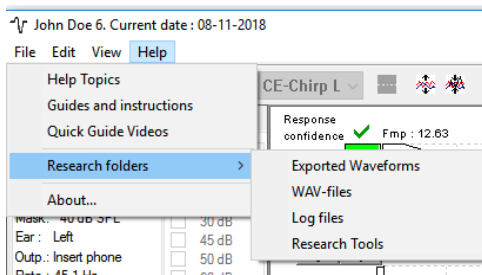 John Doe 6. Current date : 08-11-2018
File Edit View Help
Help Topics
Guides and instructions
Quick Guide Videos
Research folders >
About...
CE-Chirp L
Response
confidence Fmp : 12.63
Exported Waveforms
WAV-files
Log files
Research Tools
Mask: 40 dB SPL 30 dB
Ear : Left 45 dB
Outp.: Insert phone 50 dB
Rate : 45.1 Hz